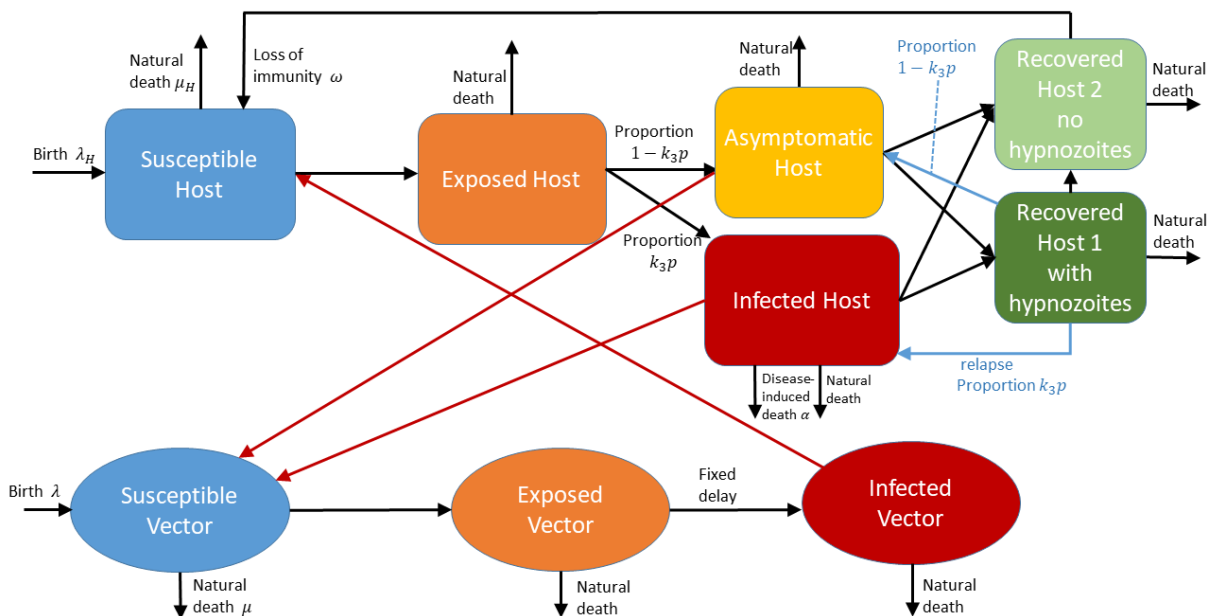 Natural
death μ_H
Loss of
immunity ω
Natural
death
Natural
death
Proportion
1 − k₃p
Recovered
Host 2
no
hypnozoites
Natural
death
Birth λ_H
Susceptible
Host
Exposed Host
Proportion
1 − k₃p
Asymptomatic
Host
Proportion
k₃p
Infected Host
Recovered
Host 1
with
hypnozoites
Natural
death
relapse
Proportion k₃p
Disease-
induced
death α
Natural
death
Birth λ
Susceptible
Vector
Exposed
Vector
Fixed
delay
Infected
Vector
Natural
death μ
Natural
death
Natural
death